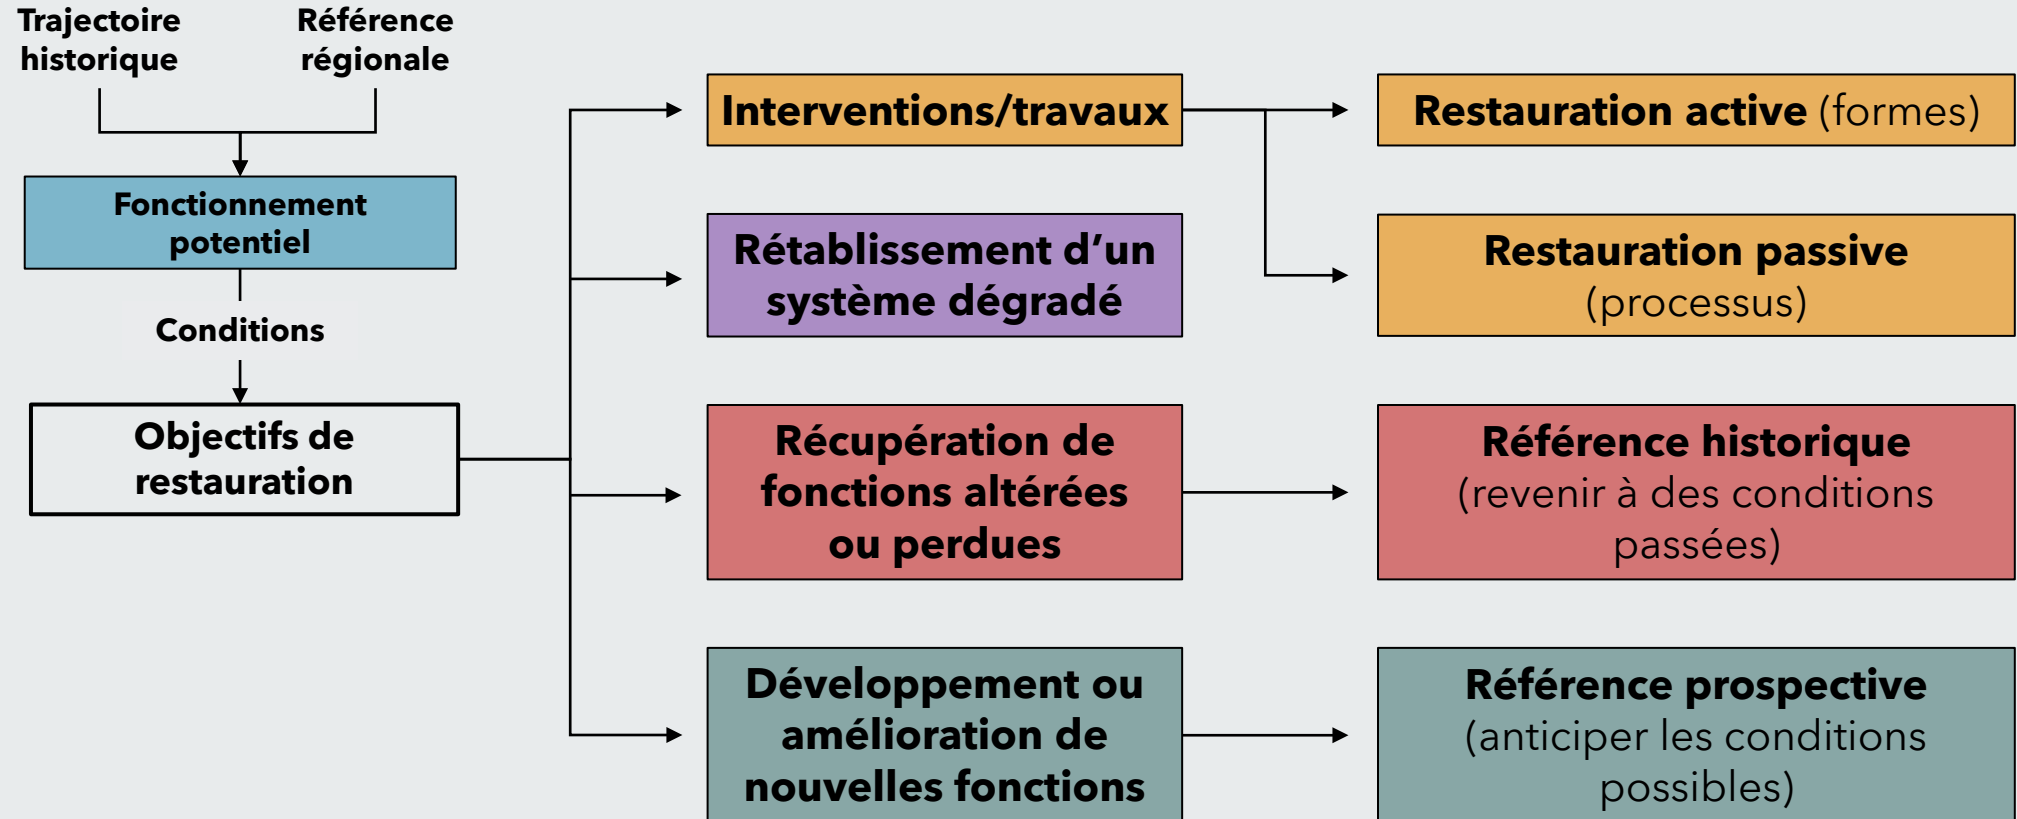 Trajectoire
historique
Référence
régionale
Fonctionnement
potentiel
Conditions
Objectifs de
restauration
Interventions/travaux
Restauration active (formes)
Restauration passive
(processus)
Rétablissement d’un
système dégradé
Récupération de
fonctions altérées
ou perdues
Référence historique
(revenir à des conditions
passées)
Développement ou
amélioration de
nouvelles fonctions
Référence prospective
(anticiper les conditions
possibles)